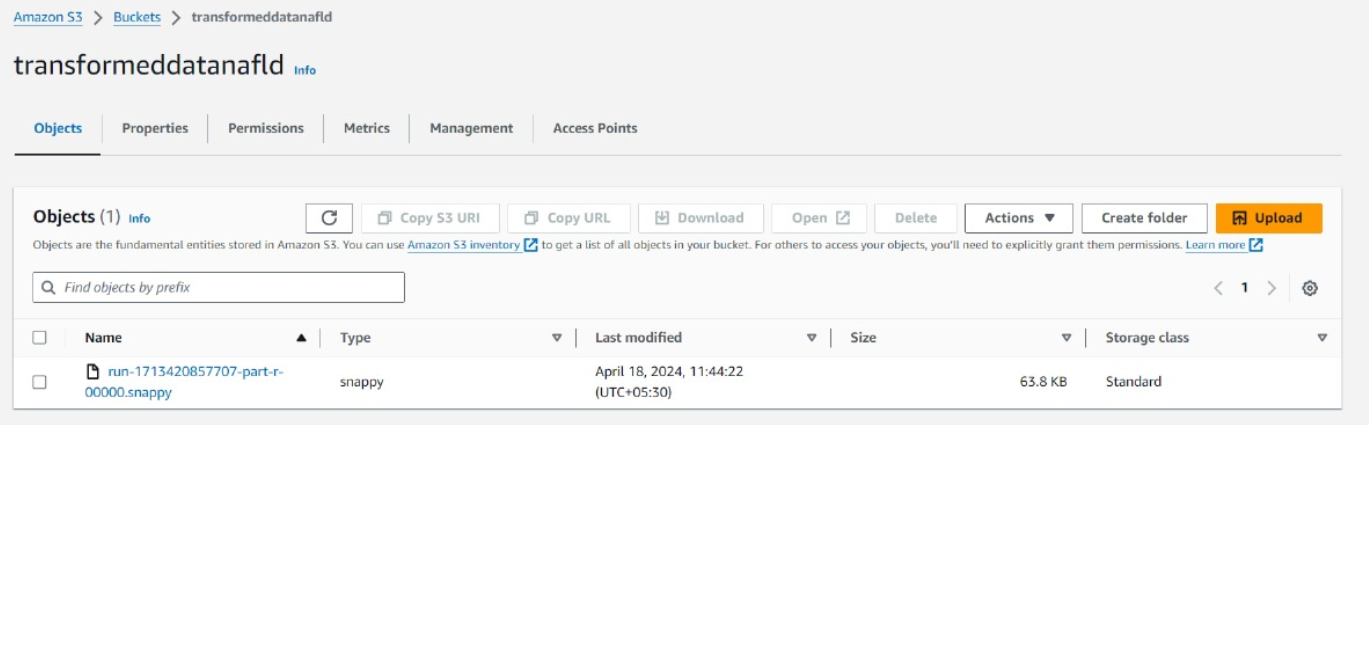 Amazon S3 > Buckets > transformeddatanafld
transformeddatanafld Info
Objects Properties Permissions Metrics Management Access Points
Objects (1) Info Copy S3 URI Copy URL Download Open Delete Actions Create folder Upload
Objects are the fundamental entities stored in Amazon S3. You can use Amazon S3 inventory to get a list of all objects in your bucket. For others to access your objects, you'll need to explicitly grant them permissions. Learn more
Find objects by prefix < 1 >
Name Type Last modified Size Storage class
run-1713420857707-part-r-
00000.snappy snappy April 18, 2024, 11:44:22
(UTC+05:30) 63.8 KB Standard